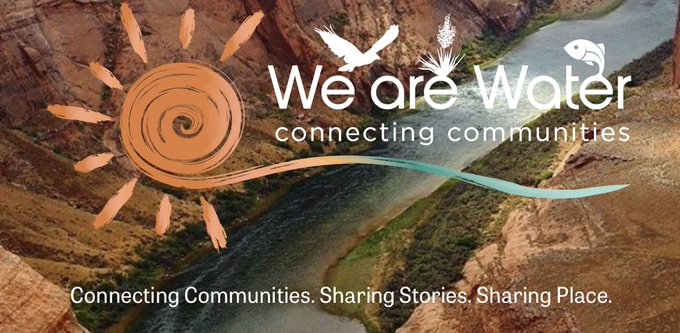 We are Water
connecting communities
Connecting Communities. Sharing Stories. Sharing Place.